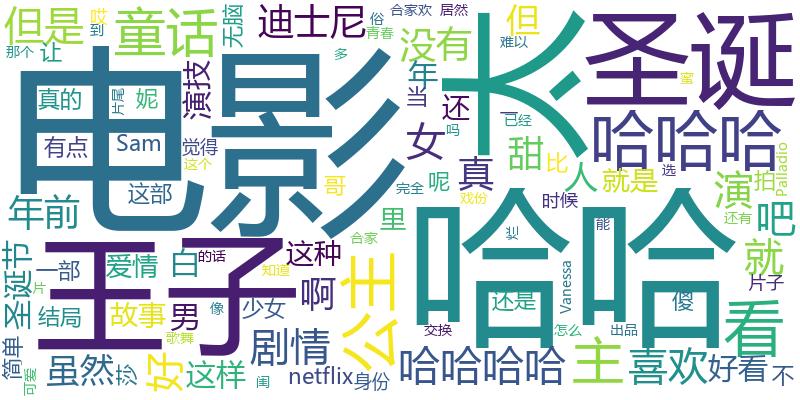 但是
童话
无脑
迪士尼
俗
合家欢
居然
但
哎
到
让
那个
青春
多
没有
难以
圣诞
长
电影
真的
片尾
妮
演技
年
当
还
一
已经
吗
哈哈哈
蜜
有点
Sam
觉得
女
真
甜
比
选
Palladio
这部
这个
哥
呢
完全
戏份
人
就是
演
拍
年前
里
时候
还有
吧
哈哈
王子
的话
这种
合家
能
就
圣诞节
一部
爱情
白
知道
啊
公主
还是
Vanessa
片子
片
结局
故事
男
像
少女
傻
看
简单
可爱
歌舞
剧情
交换
怎么
出品
虽然
抄
好
这样
闺
netflix
身份
哈哈哈哈
主
喜欢
好看
不